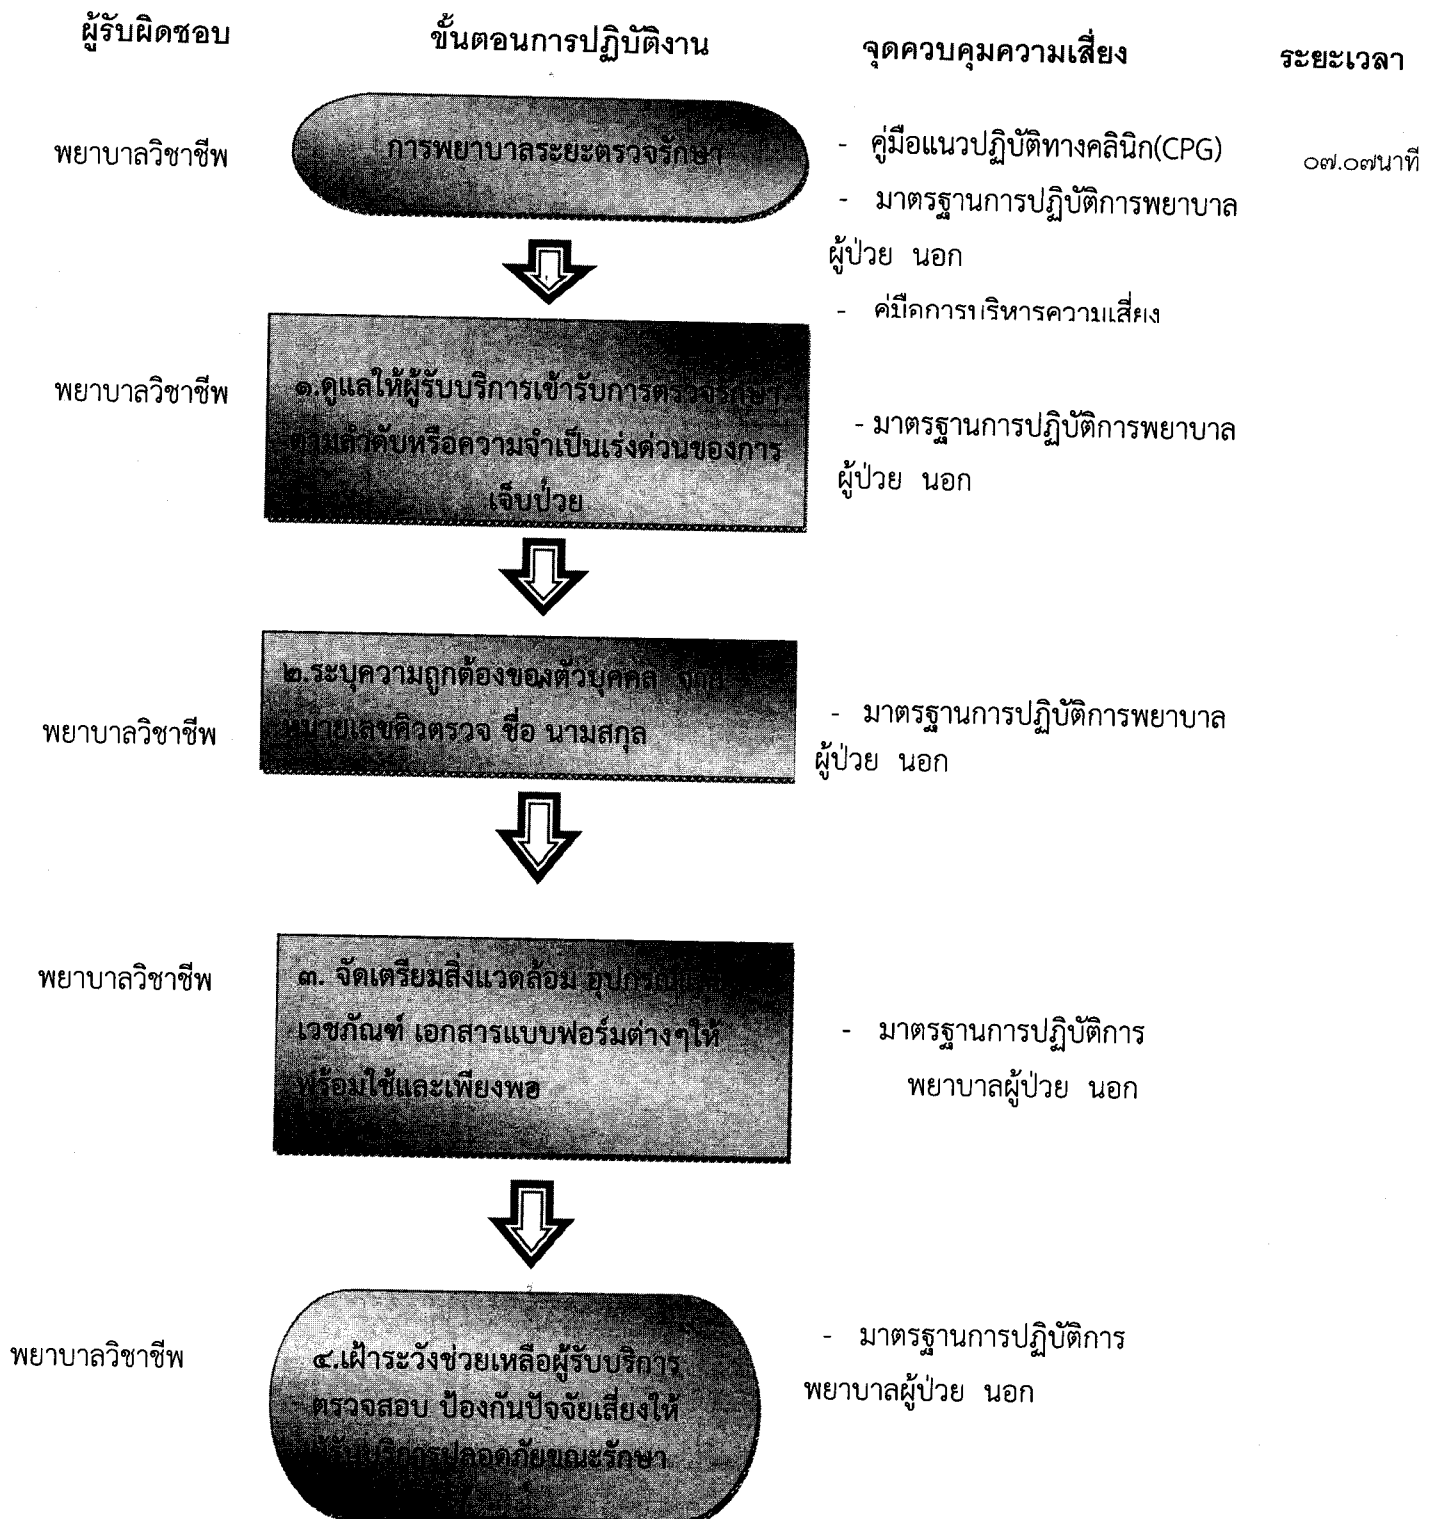 ผู้รับผิดชอบ ขั้นตอนการปฏิบัติงาน จุดควบคุมความเสี่ยง ระยะเวลา
พยาบาลวิชาชีพ การพยาบาลระยะตรวจรักษา - คู่มือแนวปฏิบัติทางคลินิก(CPG) ๐๗.๐๗นาที
- มาตรฐานการปฏิบัติการพยาบาล
ผู้ป่วย นอก
- คู่มือการบริหารความเสี่ยง
พยาบาลวิชาชีพ ๑.ดูแลให้ผู้รับบริการเข้ารับการตรวจรักษา
ตามลำดับหรือความจำเป็นเร่งด่วนของการ
เจ็บป่วย
- มาตรฐานการปฏิบัติการพยาบาล
ผู้ป่วย นอก
๒.ระบุความถูกต้องของตัวบุคคล จาก
พยาบาลวิชาชีพ หมายเลขคิวตรวจ ชื่อ นามสกุล
- มาตรฐานการปฏิบัติการพยาบาล
ผู้ป่วย นอก
พยาบาลวิชาชีพ ๓. จัดเตรียมสิ่งแวดล้อม อุปกรณ์
เวชภัณฑ์ เอกสารแบบฟอร์มต่างๆให้
พร้อมใช้และเพียงพอ
- มาตรฐานการปฏิบัติการ
พยาบาลผู้ป่วย นอก
พยาบาลวิชาชีพ ๔.เฝ้าระวังช่วยเหลือผู้รับบริการ
ตรวจสอบ ป้องกันปัจจัยเสี่ยงให้
ผู้รับบริการปลอดภัยขณะรักษา
- มาตรฐานการปฏิบัติการ
พยาบาลผู้ป่วย นอก